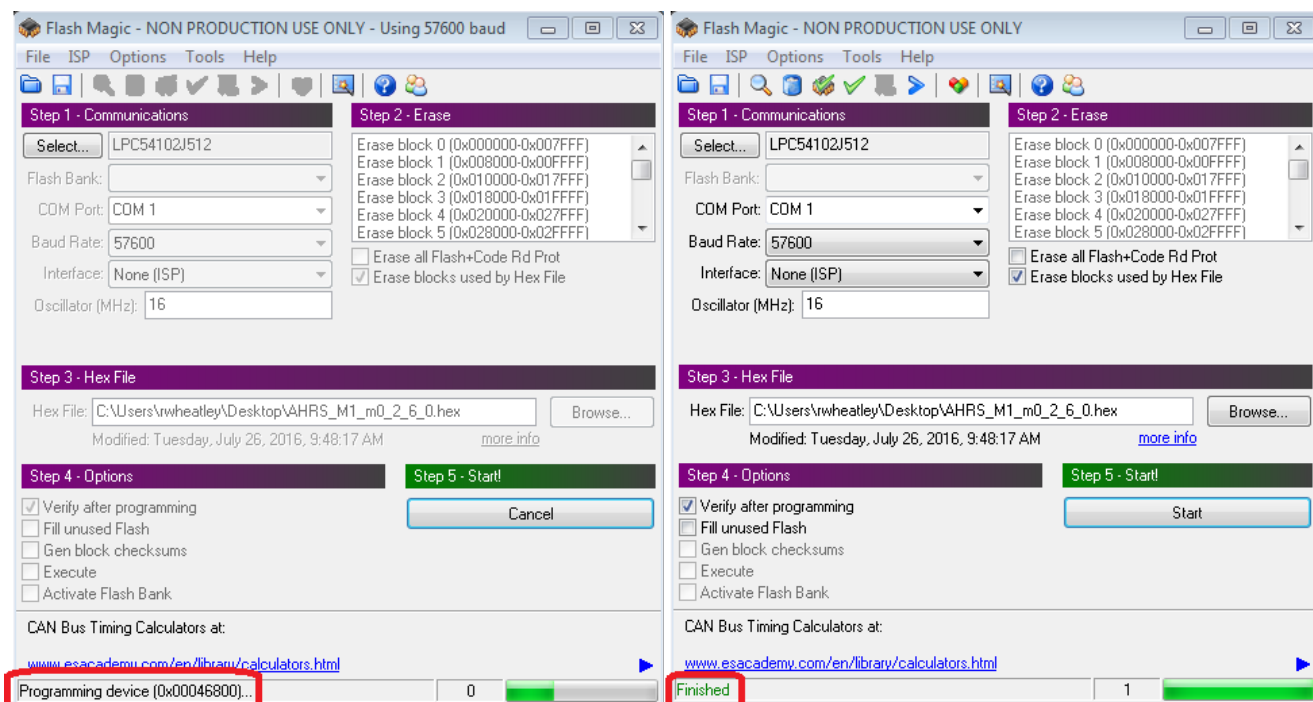 Flash Magic - NON PRODUCTION USE ONLY - Using 57600 baud
File ISP Options Tools Help
Step 1 - Communications
Select... LPC54102J512
Flash Bank:
COM Port: COM 1
Baud Rate: 57600
Interface: None (ISP)
Oscillator (MHz): 16
Step 2 - Erase
Erase block 0 (0x000000-0x007FFF)
Erase block 1 (0x008000-0x00FFFF)
Erase block 2 (0x010000-0x017FFF)
Erase block 3 (0x018000-0x01FFFF)
Erase block 4 (0x020000-0x027FFF)
Erase block 5 (0x028000-0x02FFFF)
Erase all Flash+Code Rd Prot
Erase blocks used by Hex File
Step 3 - Hex File
Hex File: C:\Users\rwheatley\Desktop\AHRS_M1_m0_2_6_0.hex Browse...
Modified: Tuesday, July 26, 2016, 9:48:17 AM more info
Step 4 - Options
Verify after programming
Fill unused Flash
Gen block checksums
Execute
Activate Flash Bank
Step 5 - Start!
Cancel
CAN Bus Timing Calculators at:
www.esacademy.com/en/library/calculators.html
Programming device (0x00046800)... 0
Flash Magic - NON PRODUCTION USE ONLY
File ISP Options Tools Help
Step 1 - Communications
Select... LPC54102J512
Flash Bank:
COM Port: COM 1
Baud Rate: 57600
Interface: None (ISP)
Oscillator (MHz): 16
Step 2 - Erase
Erase block 0 (0x000000-0x007FFF)
Erase block 1 (0x008000-0x00FFFF)
Erase block 2 (0x010000-0x017FFF)
Erase block 3 (0x018000-0x01FFFF)
Erase block 4 (0x020000-0x027FFF)
Erase block 5 (0x028000-0x02FFFF)
Erase all Flash+Code Rd Prot
Erase blocks used by Hex File
Step 3 - Hex File
Hex File: C:\Users\rwheatley\Desktop\AHRS_M1_m0_2_6_0.hex Browse...
Modified: Tuesday, July 26, 2016, 9:48:17 AM more info
Step 4 - Options
Verify after programming
Fill unused Flash
Gen block checksums
Execute
Activate Flash Bank
Step 5 - Start!
Start
CAN Bus Timing Calculators at:
www.esacademy.com/en/library/calculators.html
Finished 1